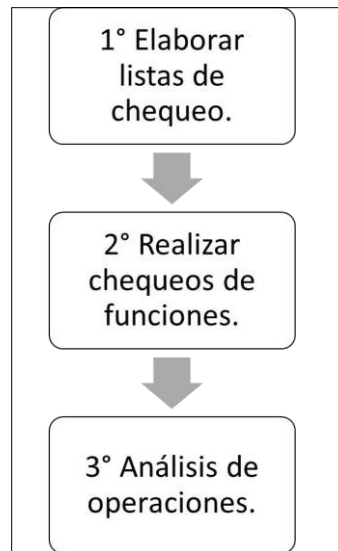 1° Elaborar
listas de
chequeo.
2° Realizar
chequeos de
funciones.
3° Análisis de
operaciones.